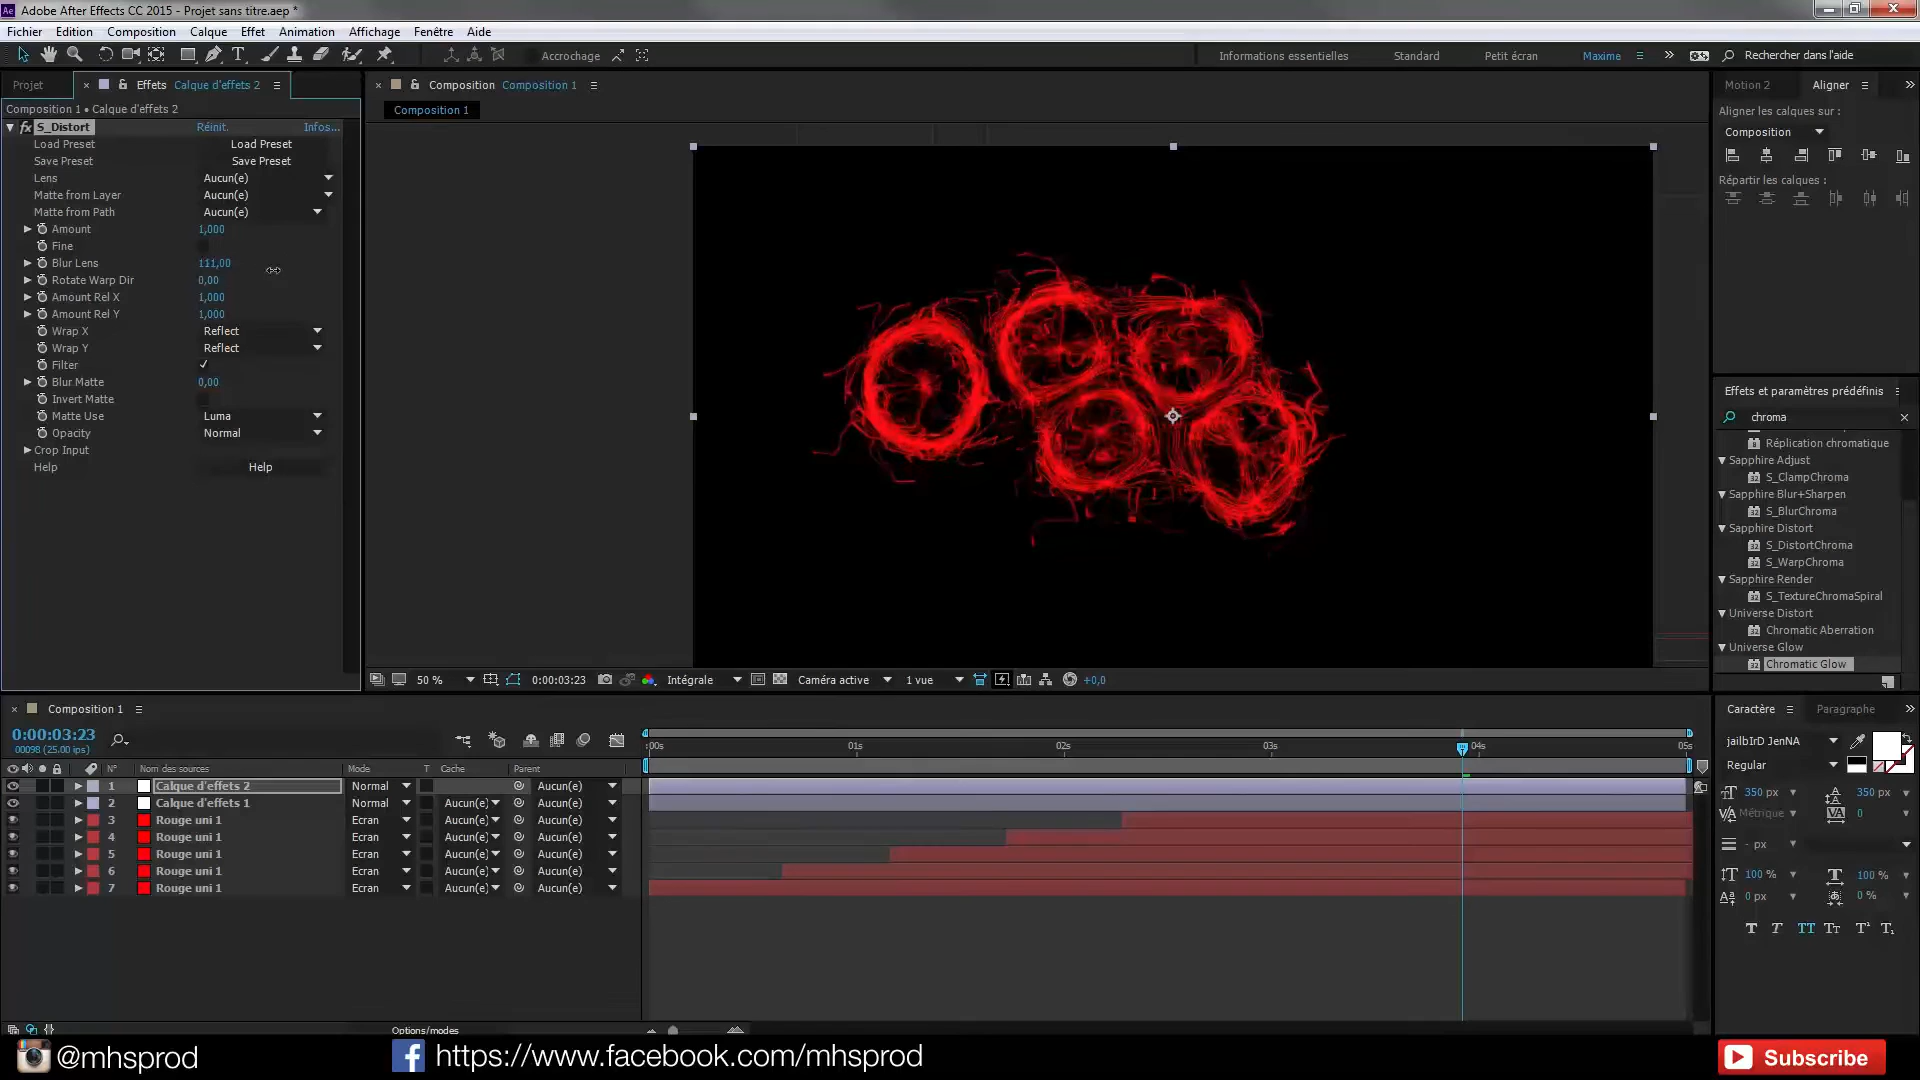 Adobe After Effects CC 2015 - Projet sans titre.aep *
Fichier Edition Composition Calque Effet Animation Affichage Fenêtre Aide
Accrochage
Informations essentielles Standard Petit écran Maxime Rechercher dans l'aide
Projet Effets Calque d'effets 2
Composition 1 • Calque d'effets 2
fx S_Distort Réinit. Infos...
Load Preset Load Preset
Save Preset Save Preset
Lens Aucun(e)
Matte from Layer Aucun(e)
Matte from Path Aucun(e)
Amount 1,000
Fine
Blur Lens 111,00
Rotate Warp Dir 0,00
Amount Rel X 1,000
Amount Rel Y 1,000
Wrap X Reflect
Wrap Y Reflect
Filter
Blur Matte 0,00
Invert Matte
Matte Use Luma
Opacity Normal
Crop Input
Help Help
Composition Composition 1
Composition 1
50 % 0:00:03:23 Intégrale Caméra active 1 vue +0,0
Motion 2 Aligner
Aligner les calques sur :
Composition
Répartir les calques :
Effets et paramètres prédéfinis
chroma
Réplication chromatique
Sapphire Adjust
S_ClampChroma
Sapphire Blur+Sharpen
S_BlurChroma
Sapphire Distort
S_DistortChroma
S_WarpChroma
Sapphire Render
S_TextureChromaSpiral
Universe Distort
Chromatic Aberration
Universe Glow
Chromatic Glow
Composition 1
0:00:03:23
00098 (25.00 ips)
:00s 01s 02s 03s 04s 05s
N° Nom des sources Mode T Cache Parent
1 Calque d'effets 2 Normal Aucun(e)
2 Calque d'effets 1 Normal Aucun(e) Aucun(e)
3 Rouge uni 1 Ecran Aucun(e) Aucun(e)
4 Rouge uni 1 Ecran Aucun(e) Aucun(e)
5 Rouge uni 1 Ecran Aucun(e) Aucun(e)
6 Rouge uni 1 Ecran Aucun(e) Aucun(e)
7 Rouge uni 1 Ecran Aucun(e) Aucun(e)
Options/modes
Caractère Paragraphe
jailbIrD JenNA
Regular
350 px 350 px
Métrique 0
- px
100 % 100 %
0 px 0 %
@mhsprod
https://www.facebook.com/mhsprod
Subscribe